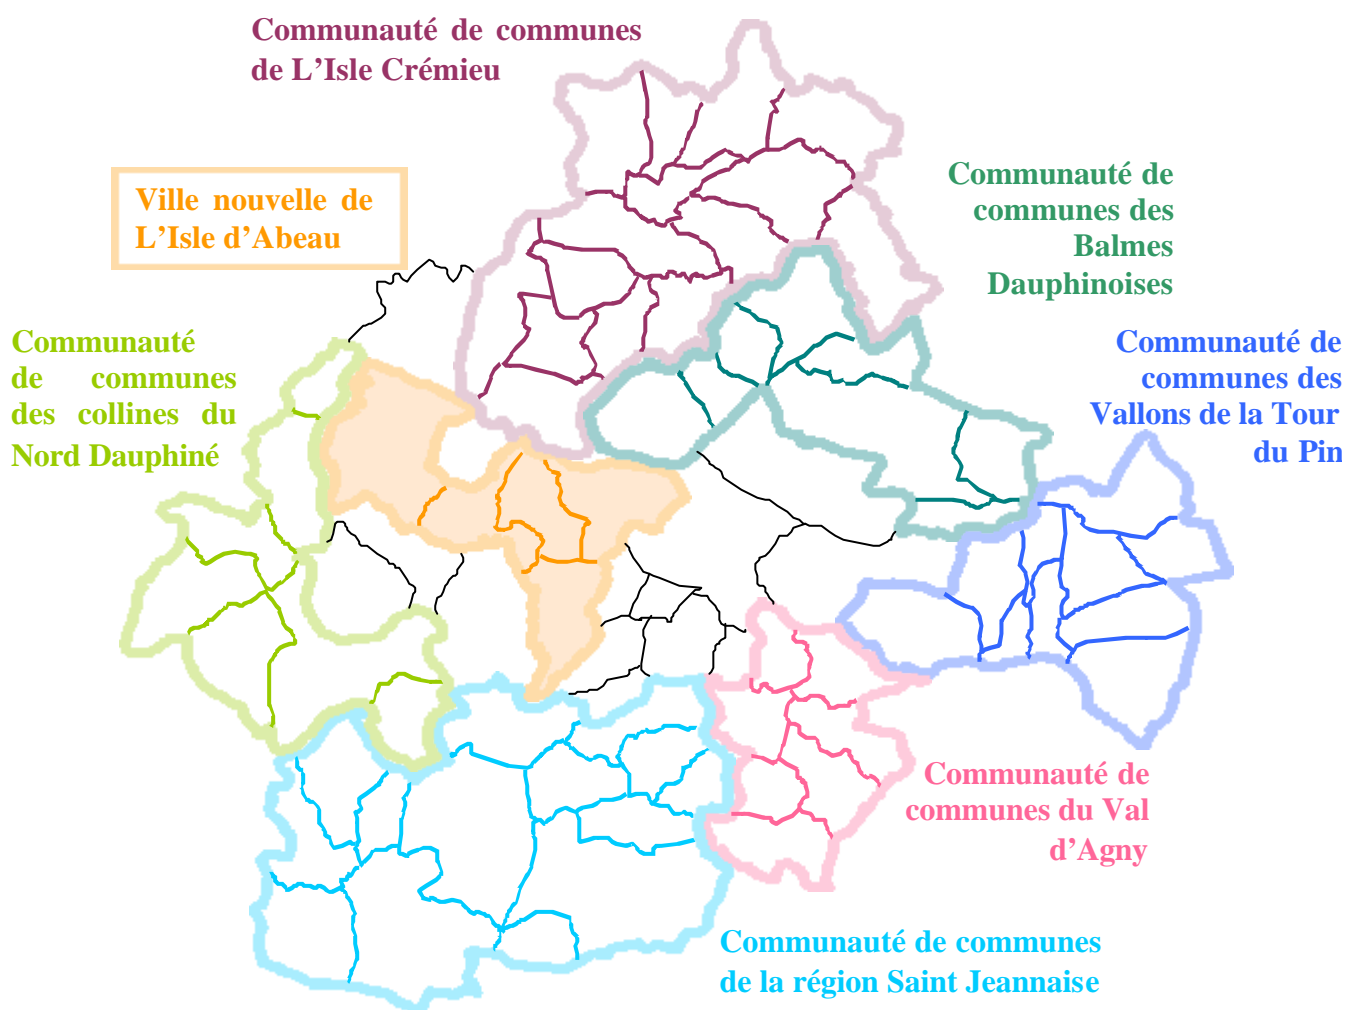 Communauté de communes
de L'Isle Crémieu
Ville nouvelle de
L'Isle d'Abeau
Communauté de
communes des
Balmes
Dauphinoises
Communauté
de communes
des collines du
Nord Dauphiné
Communauté de
communes des
Vallons de la Tour
du Pin
Communauté de
communes du Val
d'Agny
Communauté de communes
de la région Saint Jeannaise